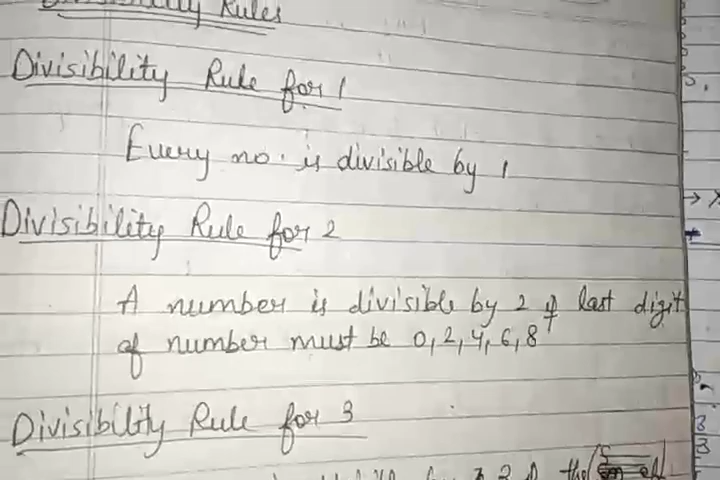 Rules
Divisibility Rule for 1
Every no. is divisible by 1
Divisibility Rule for 2
A number is divisible by 2 if last digit
of number must be 0, 2, 4, 6, 8
Divisibility Rule for 3